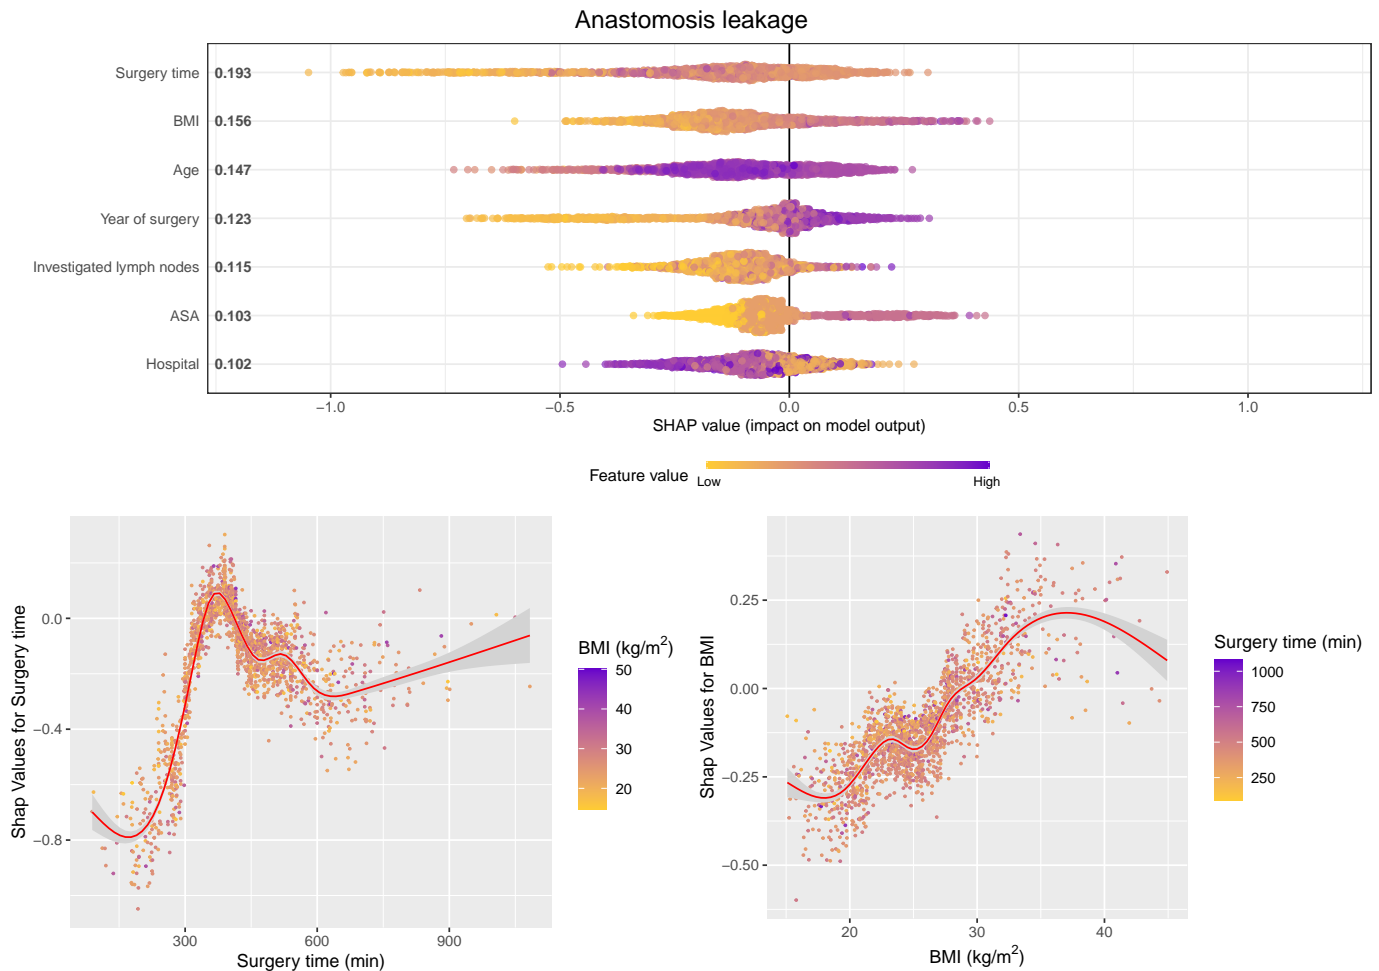 Anastomosis leakage
Surgery time 0.193
BMI 0.156
Age 0.147
Year of surgery 0.123
Investigated lymph nodes 0.115
ASA 0.103
Hospital 0.102
−1.0 −0.5 0.0 0.5 1.0
SHAP value (impact on model output)
Feature value Low High
Shap Values for Surgery time
0.0
−0.4
−0.8
300 600 900
Surgery time (min)
BMI (kg/m²)
50
40
30
20
Shap Values for BMI
0.25
0.00
−0.25
−0.50
20 30 40
BMI (kg/m²)
Surgery time (min)
1000
750
500
250